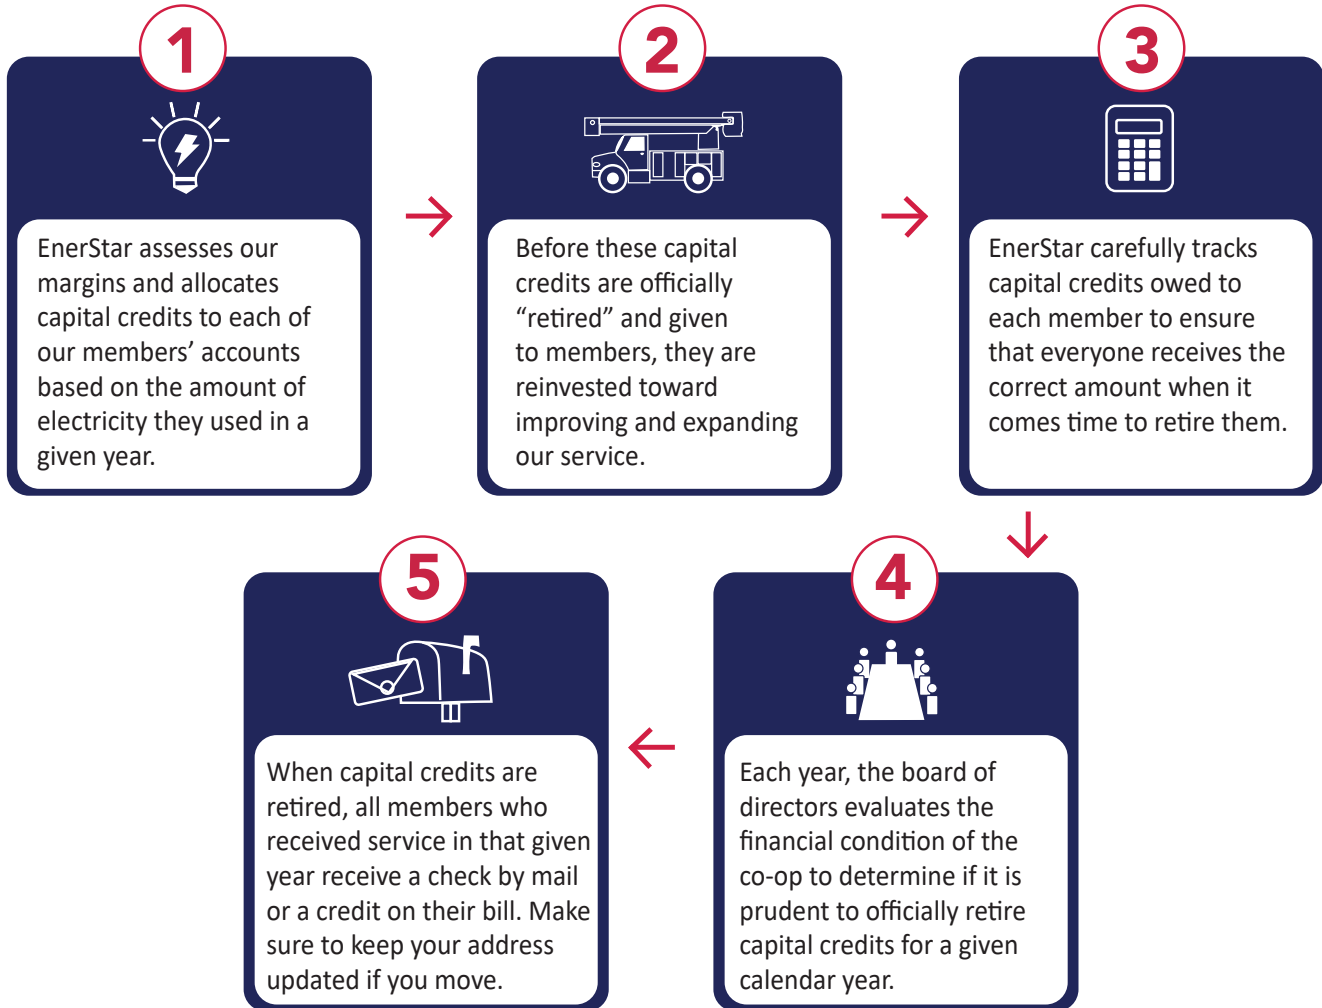 1
EnerStar assesses our
margins and allocates
capital credits to each of
our members’ accounts
based on the amount of
electricity they used in a
given year.
2
Before these capital
credits are officially
“retired” and given
to members, they are
reinvested toward
improving and expanding
our service.
3
EnerStar carefully tracks
capital credits owed to
each member to ensure
that everyone receives the
correct amount when it
comes time to retire them.
4
Each year, the board of
directors evaluates the
financial condition of the
co-op to determine if it is
prudent to officially retire
capital credits for a given
calendar year.
5
When capital credits are
retired, all members who
received service in that given
year receive a check by mail
or a credit on their bill. Make
sure to keep your address
updated if you move.